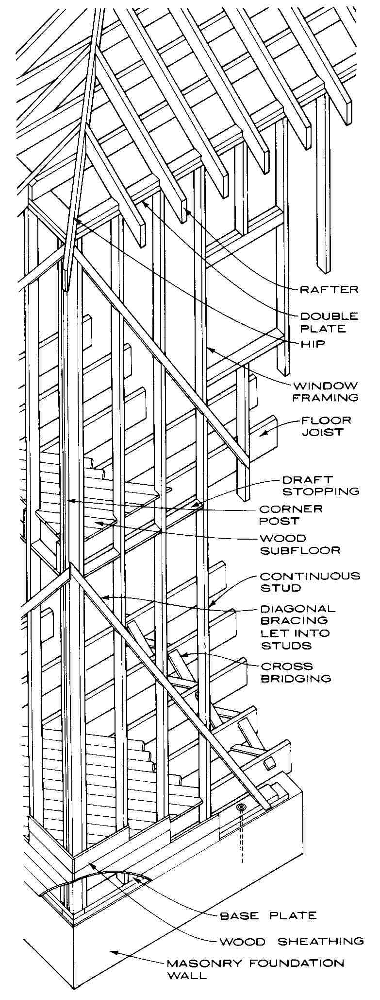 RAFTER
DOUBLE
PLATE
HIP
WINDOW
FRAMING
FLOOR
JOIST
DRAFT
STOPPING
CORNER
POST
WOOD
SUBFLOOR
CONTINUOUS
STUD
DIAGONAL
BRACING
LET INTO
STUDS
CROSS
BRIDGING
BASE PLATE
WOOD SHEATHING
MASONRY FOUNDATION
WALL